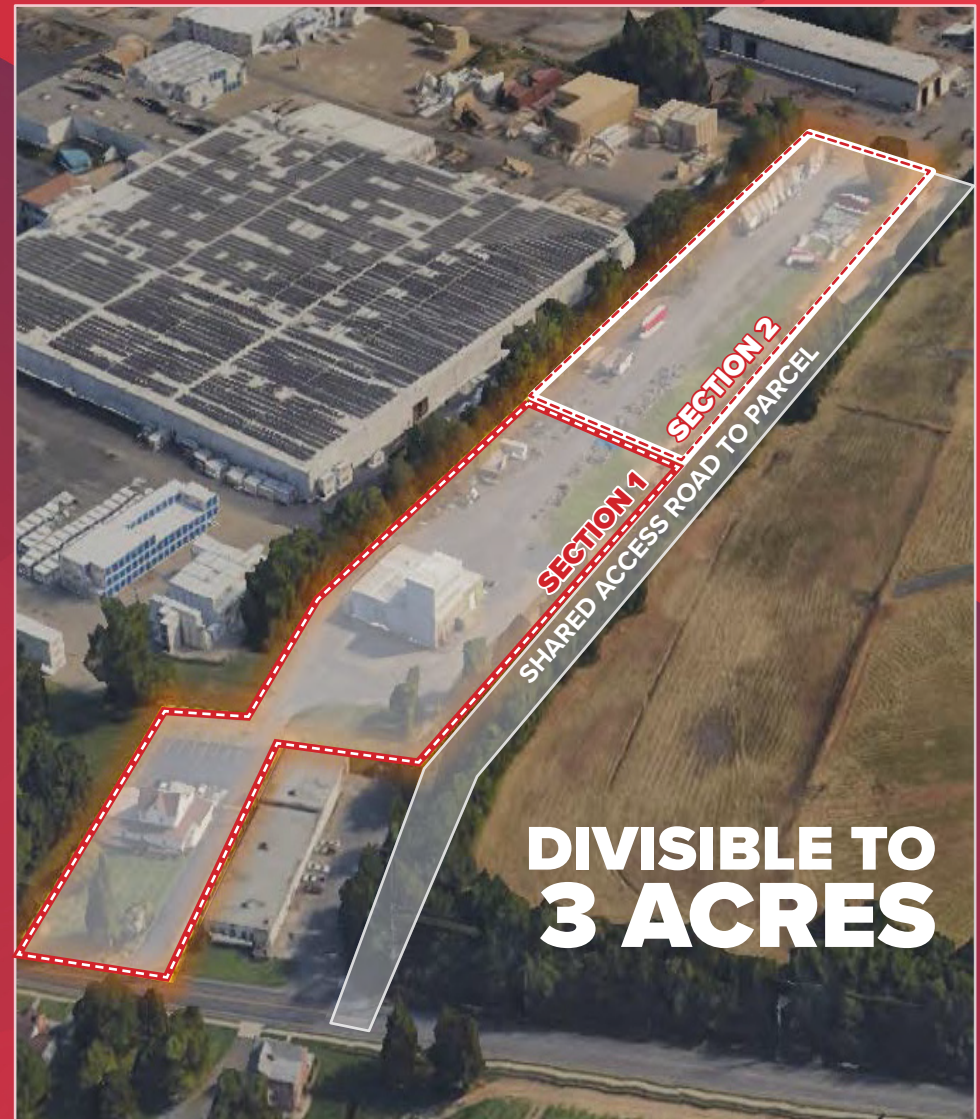 SECTION 2
SECTION 1
SHARED ACCESS ROAD TO PARCEL
DIVISIBLE TO
3 ACRES